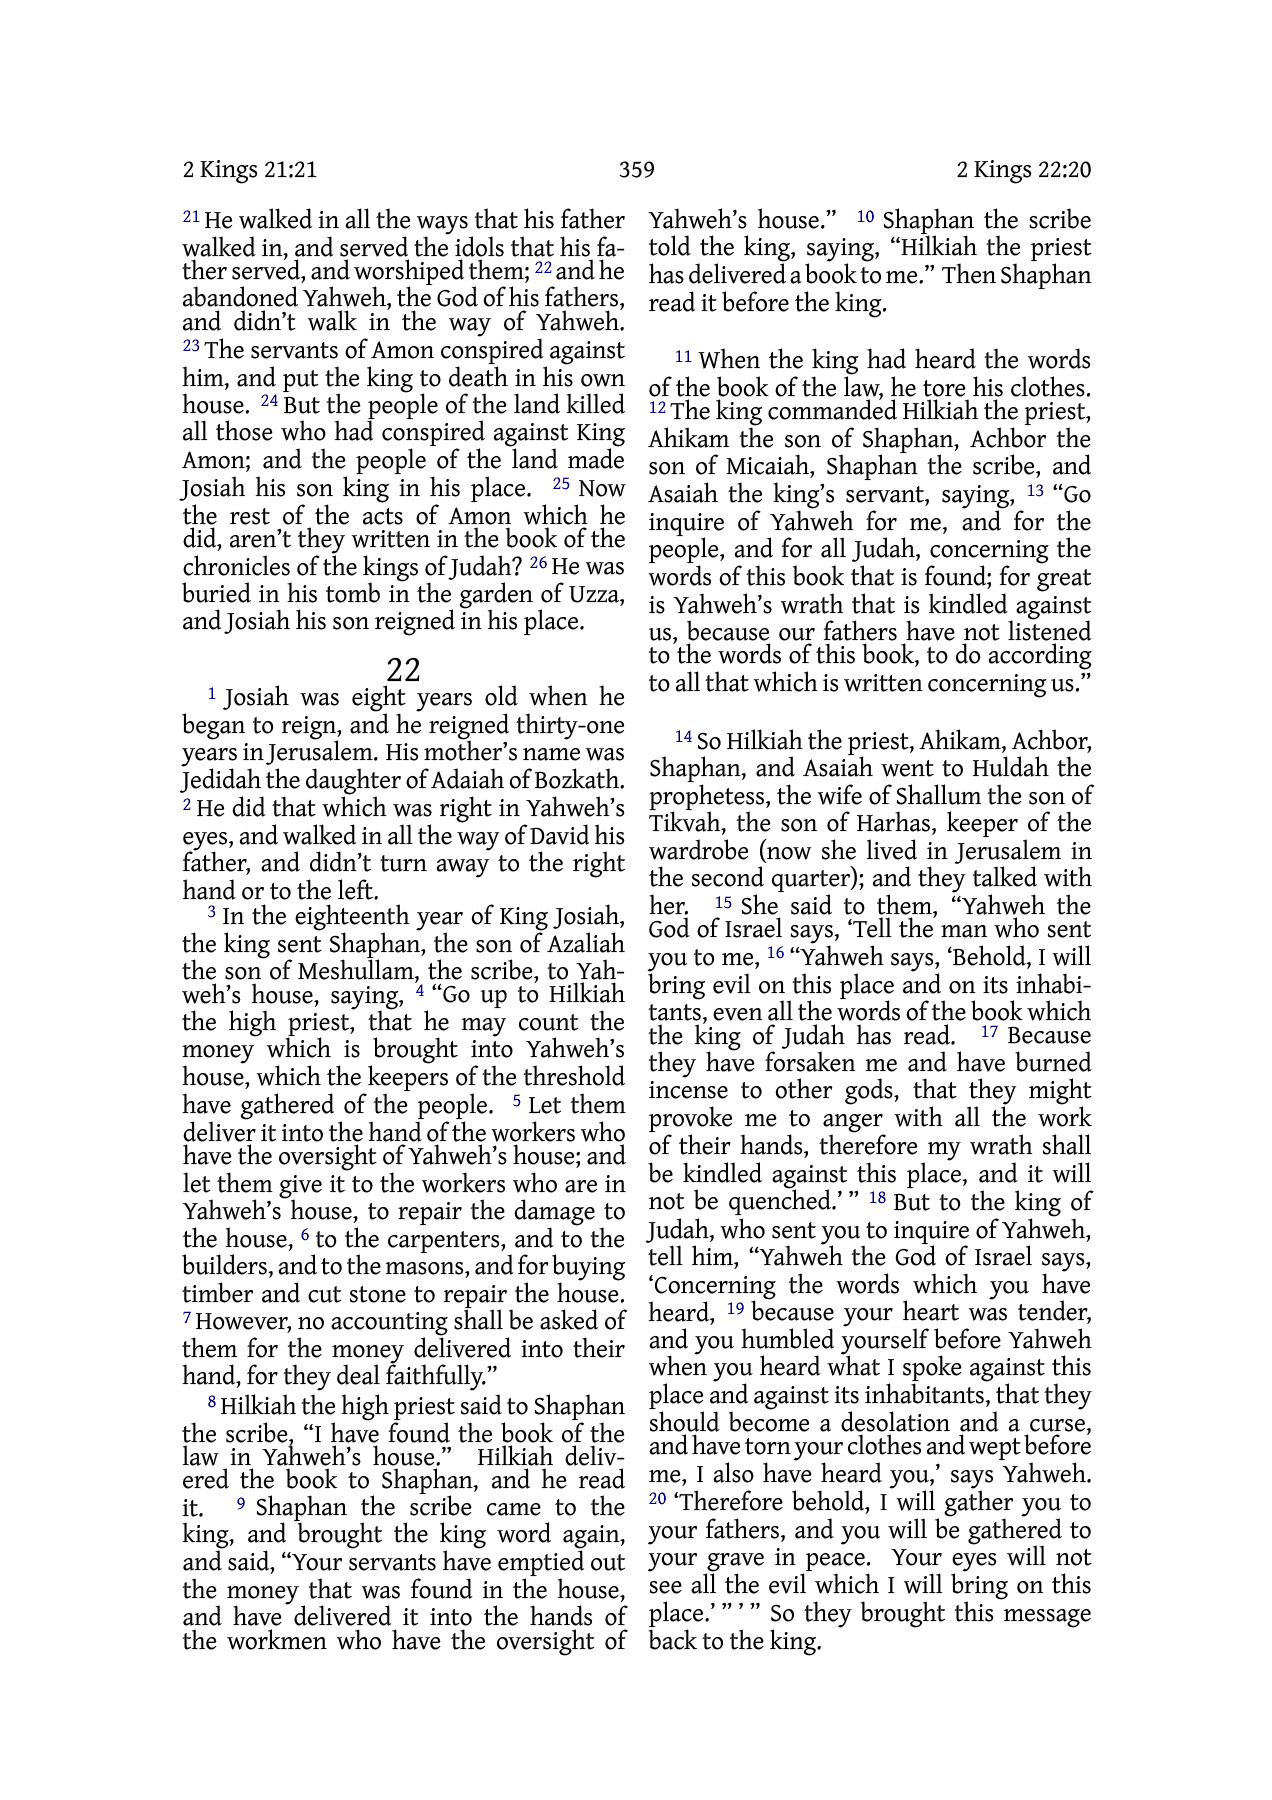 2 Kings 21:21 359 2 Kings 22:20
21 He walked in all the ways that his father
walked in, and served the idols that his fa-
ther served, and worshiped them; 22 and he
abandoned Yahweh, the God of his fathers,
and didn’t walk in the way of Yahweh.
23 The servants of Amon conspired against
him, and put the king to death in his own
house. 24 But the people of the land killed
all those who had conspired against King
Amon; and the people of the land made
Josiah his son king in his place. 25 Now
the rest of the acts of Amon which he
did, aren’t they written in the book of the
chronicles of the kings of Judah? 26 He was
buried in his tomb in the garden of Uzza,
and Josiah his son reigned in his place.
22
1 Josiah was eight years old when he
began to reign, and he reigned thirty-one
years in Jerusalem. His mother’s name was
Jedidah the daughter of Adaiah of Bozkath.
2 He did that which was right in Yahweh’s
eyes, and walked in all the way of David his
father, and didn’t turn away to the right
hand or to the left.
3 In the eighteenth year of King Josiah,
the king sent Shaphan, the son of Azaliah
the son of Meshullam, the scribe, to Yah-
weh’s house, saying, 4 “Go up to Hilkiah
the high priest, that he may count the
money which is brought into Yahweh’s
house, which the keepers of the threshold
have gathered of the people. 5 Let them
deliver it into the hand of the workers who
have the oversight of Yahweh’s house; and
let them give it to the workers who are in
Yahweh’s house, to repair the damage to
the house, 6 to the carpenters, and to the
builders, and to the masons, and for buying
timber and cut stone to repair the house.
7 However, no accounting shall be asked of
them for the money delivered into their
hand, for they deal faithfully.”
8 Hilkiah the high priest said to Shaphan
the scribe, “I have found the book of the
law in Yahweh’s house.” Hilkiah deliv-
ered the book to Shaphan, and he read
it. 9 Shaphan the scribe came to the
king, and brought the king word again,
and said, “Your servants have emptied out
the money that was found in the house,
and have delivered it into the hands of
the workmen who have the oversight of
Yahweh’s house.” 10 Shaphan the scribe
told the king, saying, “Hilkiah the priest
has delivered a book to me.” Then Shaphan
read it before the king.
11 When the king had heard the words
of the book of the law, he tore his clothes.
12 The king commanded Hilkiah the priest,
Ahikam the son of Shaphan, Achbor the
son of Micaiah, Shaphan the scribe, and
Asaiah the king’s servant, saying, 13 “Go
inquire of Yahweh for me, and for the
people, and for all Judah, concerning the
words of this book that is found; for great
is Yahweh’s wrath that is kindled against
us, because our fathers have not listened
to the words of this book, to do according
to all that which is written concerning us.”
14 So Hilkiah the priest, Ahikam, Achbor,
Shaphan, and Asaiah went to Huldah the
prophetess, the wife of Shallum the son of
Tikvah, the son of Harhas, keeper of the
wardrobe (now she lived in Jerusalem in
the second quarter); and they talked with
her. 15 She said to them, “Yahweh the
God of Israel says, ‘Tell the man who sent
you to me, 16 “Yahweh says, ‘Behold, I will
bring evil on this place and on its inhabi-
tants, even all the words of the book which
the king of Judah has read. 17 Because
they have forsaken me and have burned
incense to other gods, that they might
provoke me to anger with all the work
of their hands, therefore my wrath shall
be kindled against this place, and it will
not be quenched.’ ” 18 But to the king of
Judah, who sent you to inquire of Yahweh,
tell him, “Yahweh the God of Israel says,
‘Concerning the words which you have
heard, 19 because your heart was tender,
and you humbled yourself before Yahweh
when you heard what I spoke against this
place and against its inhabitants, that they
should become a desolation and a curse,
and have torn your clothes and wept before
me, I also have heard you,’ says Yahweh.
20 ‘Therefore behold, I will gather you to
your fathers, and you will be gathered to
your grave in peace. Your eyes will not
see all the evil which I will bring on this
place.’ ” ’ ” So they brought this message
back to the king.